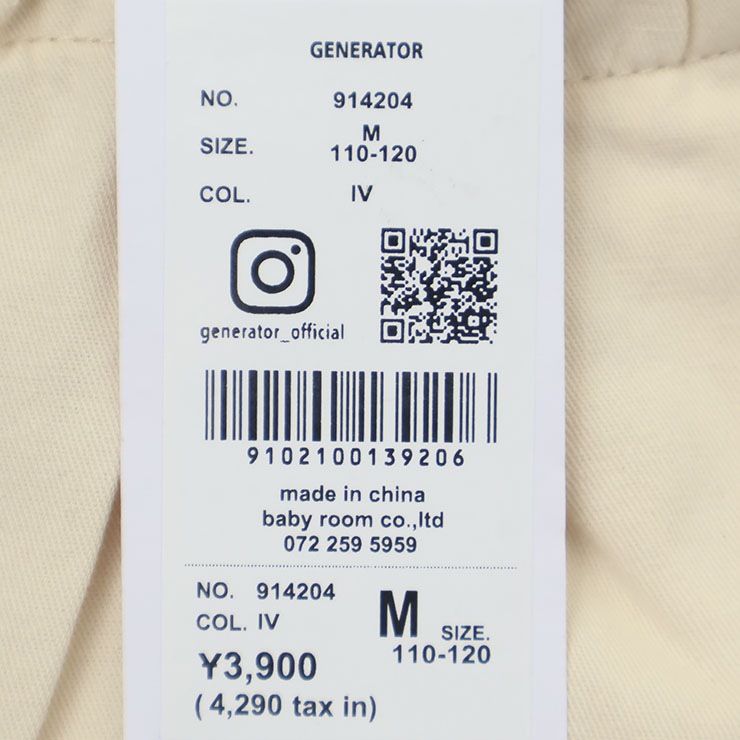 GENERATOR
NO. 914204
SIZE. M
110-120
COL. IV
generator_official
9102100139206
made in china
baby room co.,ltd
072 259 5959
NO. 914204
COL. IV
M SIZE.
110-120
¥3,900
(4,290 tax in)